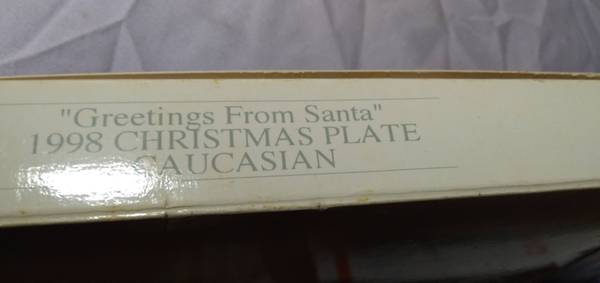 "Greetings From Santa"
1998 CHRISTMAS PLATE
CAUCASIAN